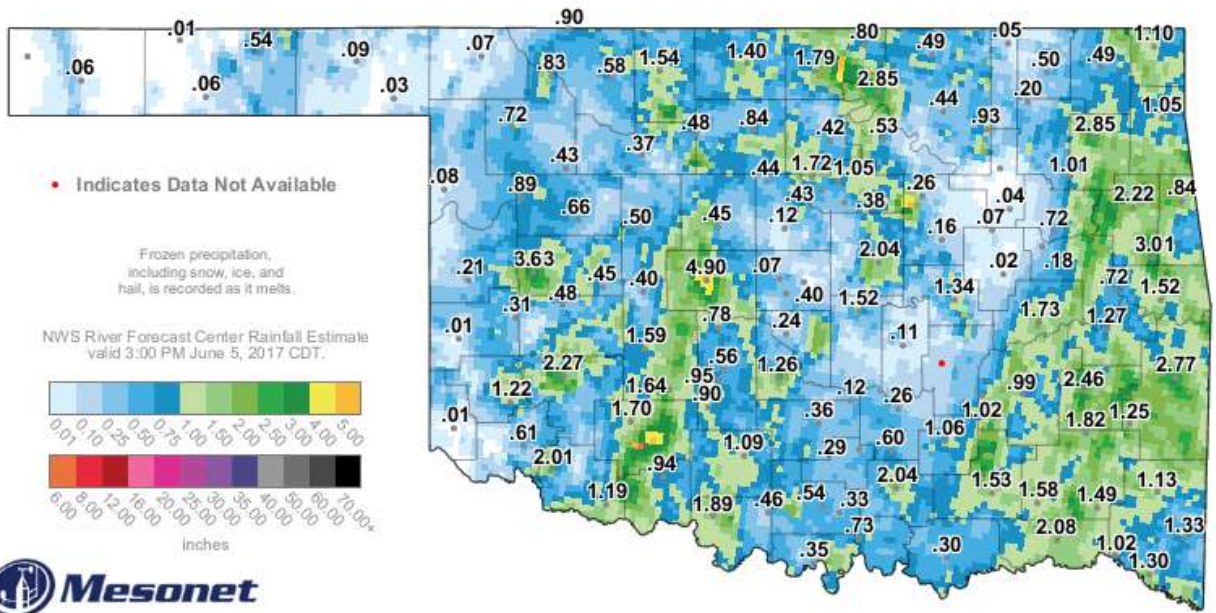 .90
.01 .80 .05 1.10
.54 .09 .07 1.54 1.40 1.79 .49 .50 .49
.06 .83 .58
.06 .03 2.85 .44 .20 1.05
.72 .48 .84 .42 .53 .93 2.85
.37
.43 .44 1.72 1.05 1.01
.08 .89 .43 .38 .26 .04 2.22 .84
• Indicates Data Not Available
.66 .50 .45 .12 .16 .07 .72
Frozen precipitation,
including snow, ice, and
hail, is recorded as it melts.
3.63 2.04 3.01
.21 .45 .40 4.90 .07 .02 .18 .72 1.52
.48 .40 1.52 1.34
.31 .78 1.73 1.27
.01 1.59 .24 .11
NWS River Forecast Center Rainfall Estimate
valid 3:00 PM June 5, 2017 CDT.
2.27 .56 1.26 2.77
1.22 1.64 .95 .12 .99 2.46
.90 .26
.01 1.70 .36 1.02 1.82 1.25
.61 1.09 .29 .60 1.06
0.01 0.10 0.25 0.50 0.75 1.00 1.50 2.00 2.50 3.00 4.00 5.00
2.01 .94 2.04 1.53 1.13
1.19 1.89 .46 .54 .33 1.58 1.49
6.00 8.00 12.00 16.00 20.00 25.00 30.00 35.00 40.00 50.00 60.00 70.00+
.73 2.08 1.33
inches
.35 .30 1.02 1.30
Mesonet